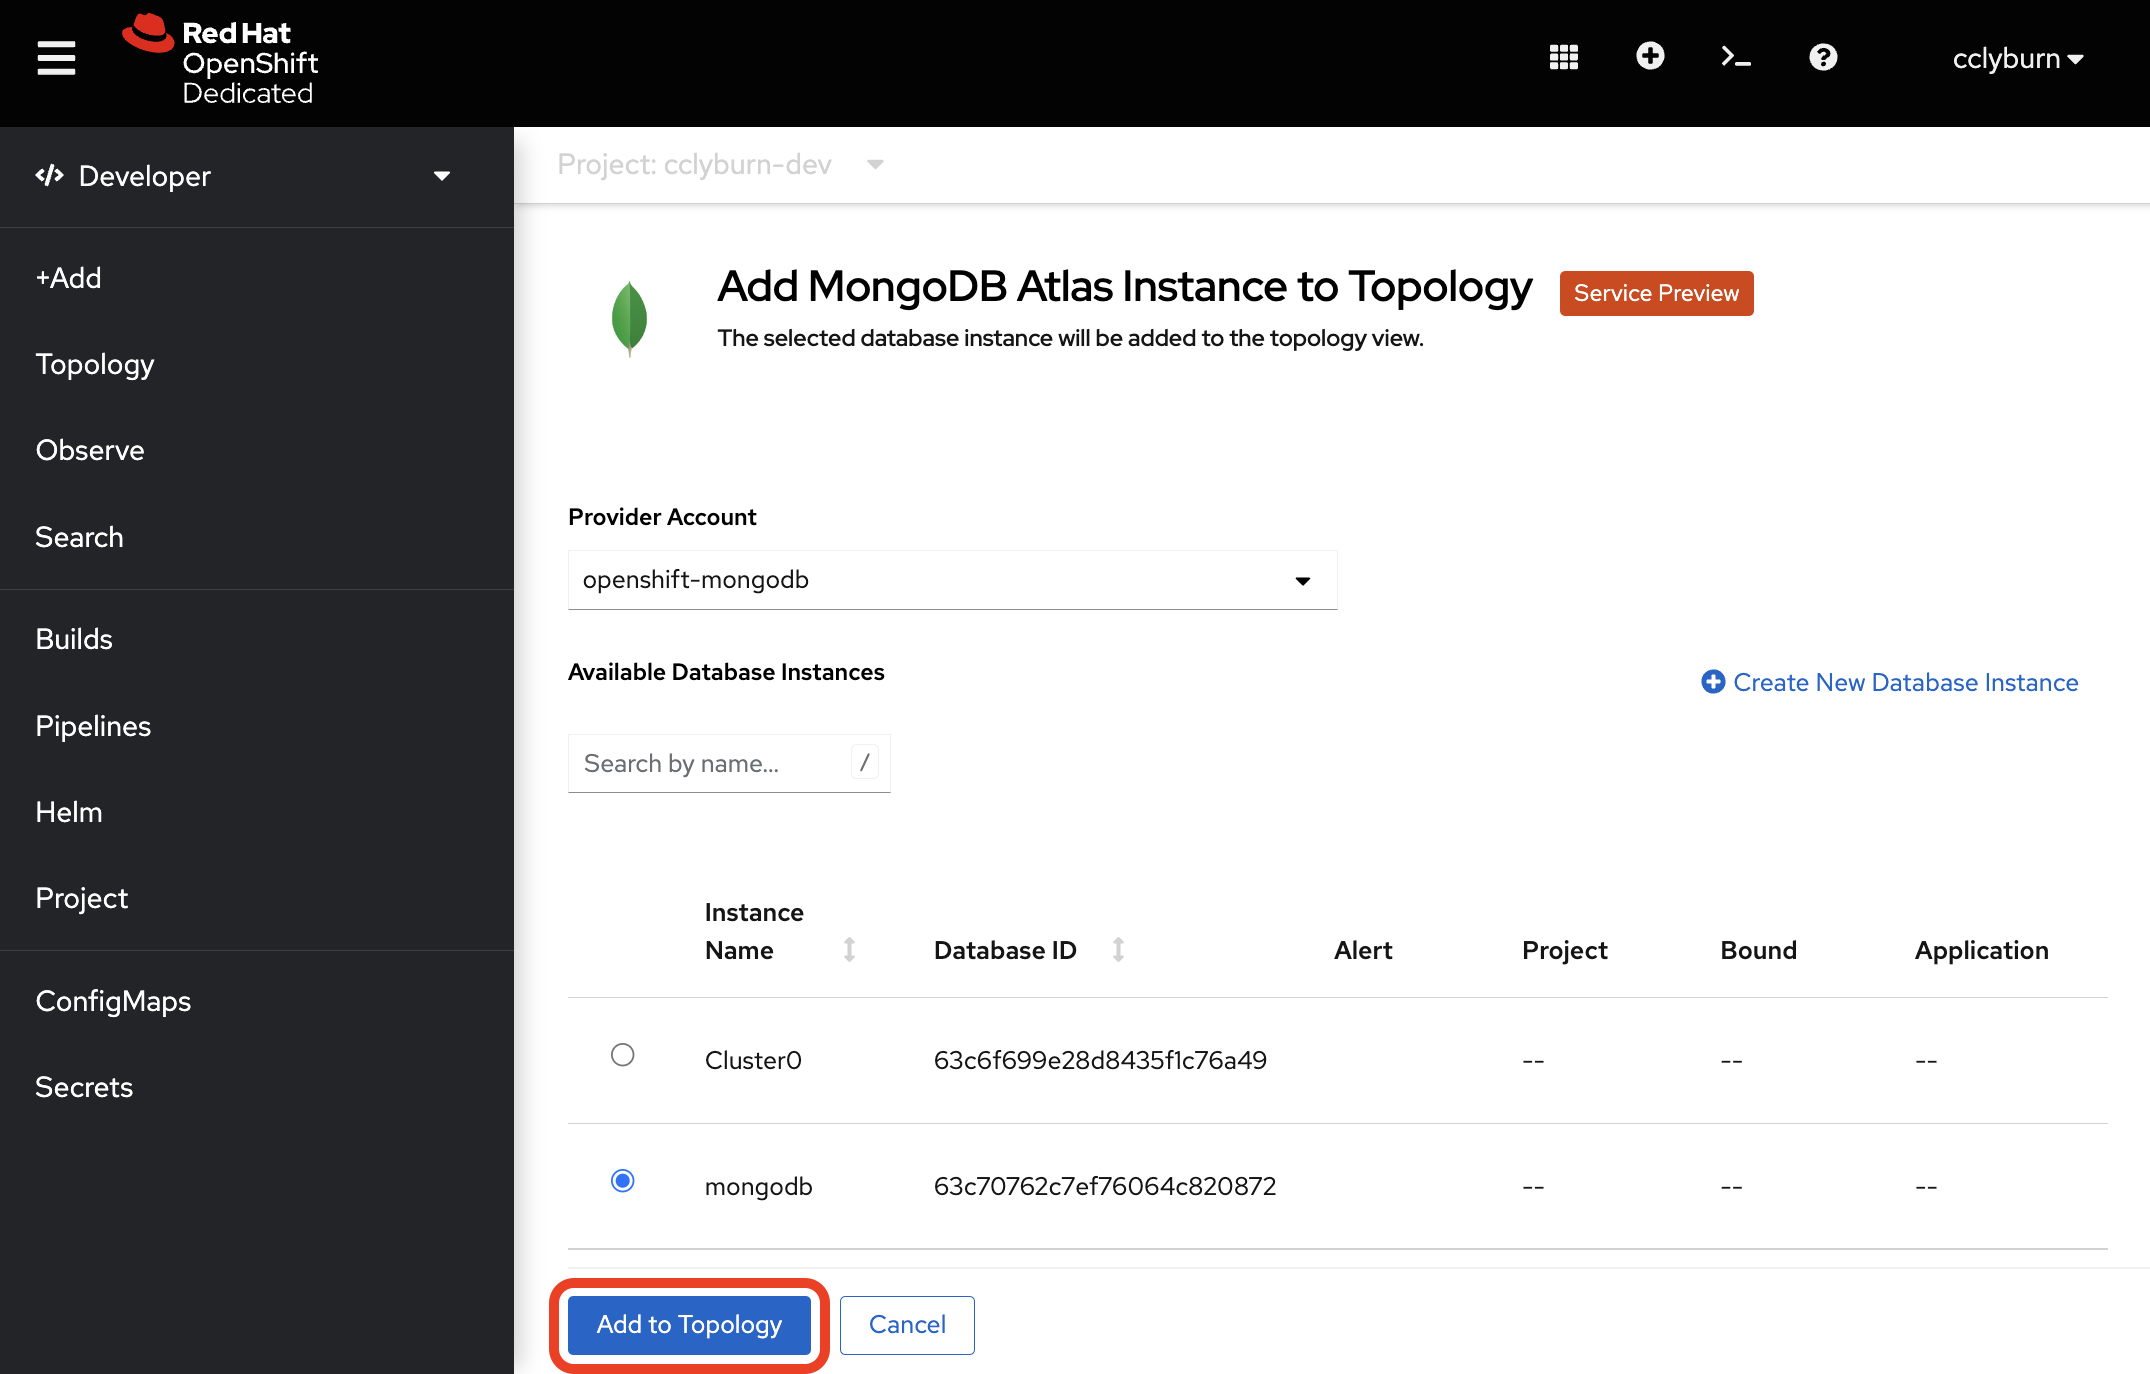 Red Hat
OpenShift
Dedicated
cclyburn
Developer
+Add
Topology
Observe
Search
Builds
Pipelines
Helm
Project
ConfigMaps
Secrets
Project: cclyburn-dev
Add MongoDB Atlas Instance to Topology
Service Preview
The selected database instance will be added to the topology view.
Provider Account
openshift-mongodb
Available Database Instances
Create New Database Instance
Search by name... /
Instance
Name Database ID Alert Project Bound Application
Cluster0 63c6f699e28d8435f1c76a49 -- -- --
mongodb 63c70762c7ef76064c820872 -- -- --
Add to Topology Cancel